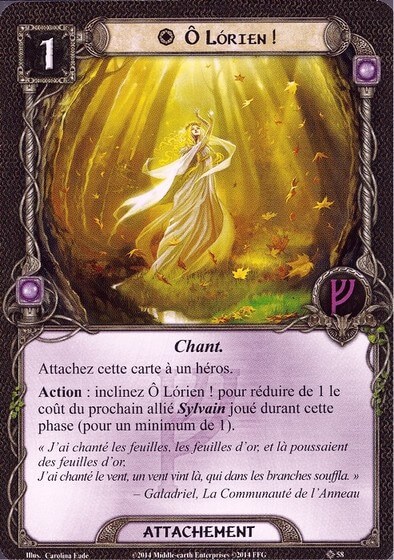 1
Ô Lórien !
Chant.
Attachez cette carte à un héros.
Action : inclinez Ô Lórien ! pour réduire de 1 le
coût du prochain allié Sylvain joué durant cette
phase (pour un minimum de 1).
« J'ai chanté les feuilles, les feuilles d'or, et là poussaient
des feuilles d'or.
J'ai chanté le vent, un vent vint là, qui dans les branches souffla. »
– Galadriel, La Communauté de l'Anneau
ATTACHEMENT
Illus. Carolina Eade ©2014 Middle-earth Enterprises ©2014 FFG 58